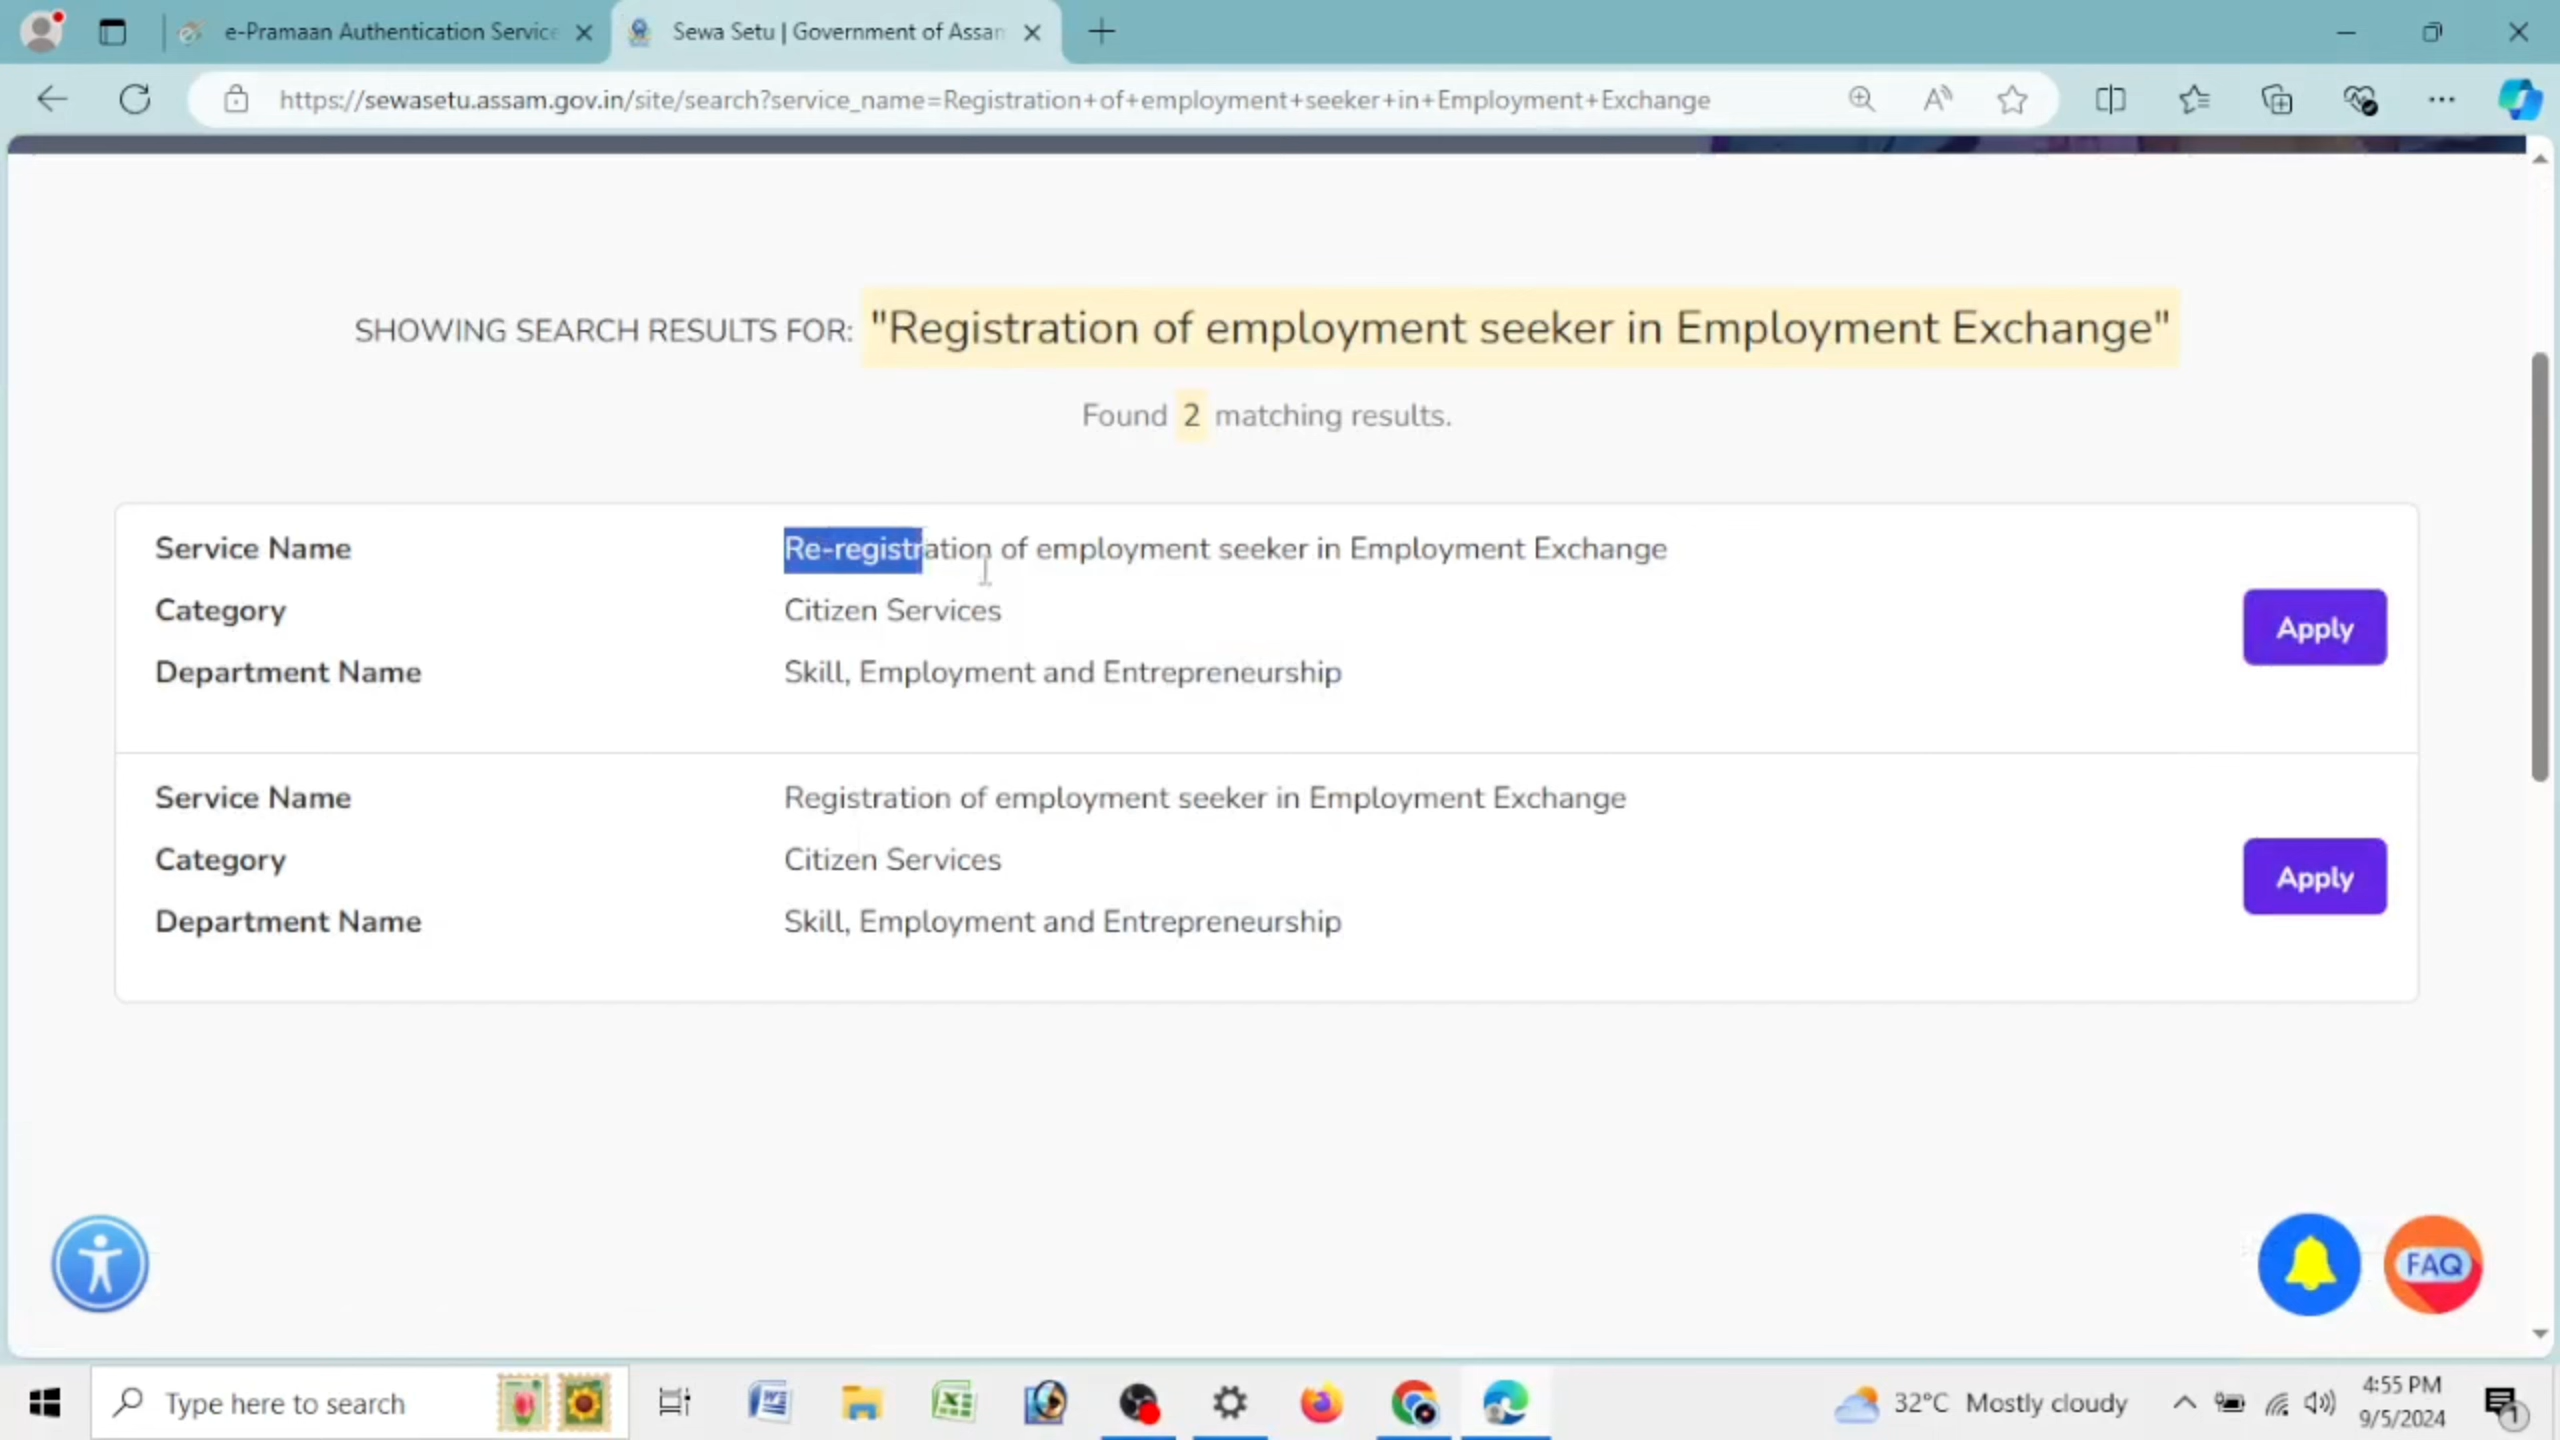 e-Pramaan Authentication Service
Sewa Setu | Government of Assam
https://sewasetu.assam.gov.in/site/search?service_name=Registration+of+employment+seeker+in+Employment+Exchange
SHOWING SEARCH RESULTS FOR: "Registration of employment seeker in Employment Exchange"
Found 2 matching results.
Service Name Re-registration of employment seeker in Employment Exchange
Category Citizen Services
Department Name Skill, Employment and Entrepreneurship
Apply
Service Name Registration of employment seeker in Employment Exchange
Category Citizen Services
Department Name Skill, Employment and Entrepreneurship
Apply
FAQ
Type here to search
32°C Mostly cloudy
4:55 PM
9/5/2024
1